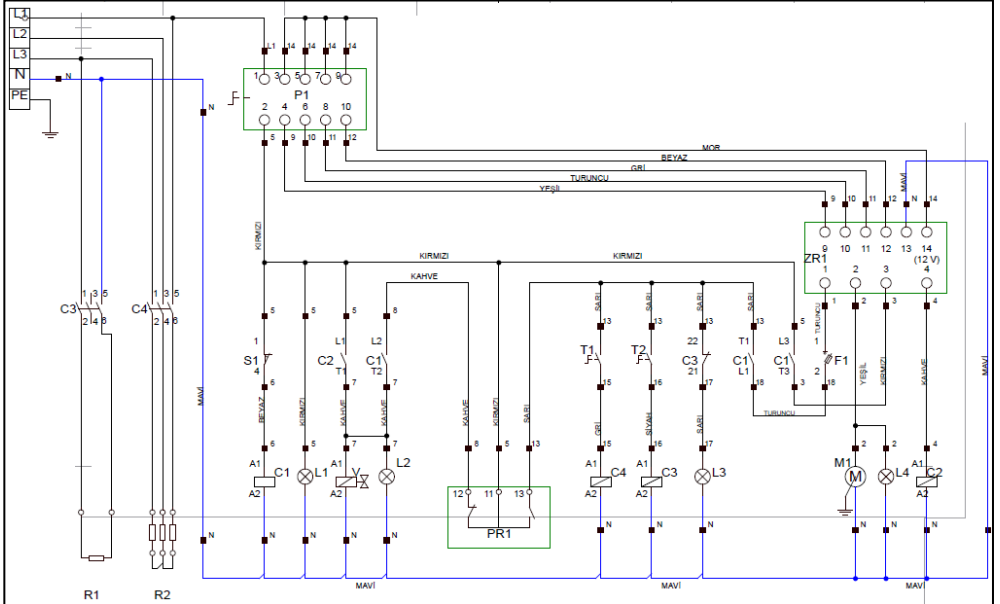 L1
L2
L3
N N
PE
N
L1 14 14 14 14
1 3 5 7 9
P1
2 4 6 8 10
5 9 10 11 12
MOR
BEYAZ
GRİ
TURUNCU
YEŞİL
MAVİ
9 10 11 12 N 14
9 10 11 12 13 14
ZR1 (12 V)
1 2 3 4
1 2 3 4
KIRMIZI
KIRMIZI KIRMIZI
KAHVE
SARI SARI SARI SARI
TURUNCU
C3 1 3 5
2 4 6
C4 1 3 5
2 4 6
5 5 8 13 13 13 13 5
1 L1 L2 T1 T2 22 T1 L3 1
S1 C2 C1 C3 C1 C1 F1
4 T1 T2 21 L1 T3 2
6 7 7 15 16 17 18 3 18
MAVİ
BEYAZ KIRMIZI KAHVE KAHVE KAHVE KIRMIZI SARI GRİ SİYAH SARI TURUNCU YEŞİL KIRMIZI KAHVE MAVİ
6 5 7 7 8 5 13 15 16 17 2 2 4
A1 C1 L1 A1 V L2 A1 C4 A1 C3 L3 M1 M L4 A1 C2
A2 A2 A2 A2 A2
12 11 13
PR1
N N N N N N N N N N N N
MAVİ MAVİ MAVİ
R1 R2